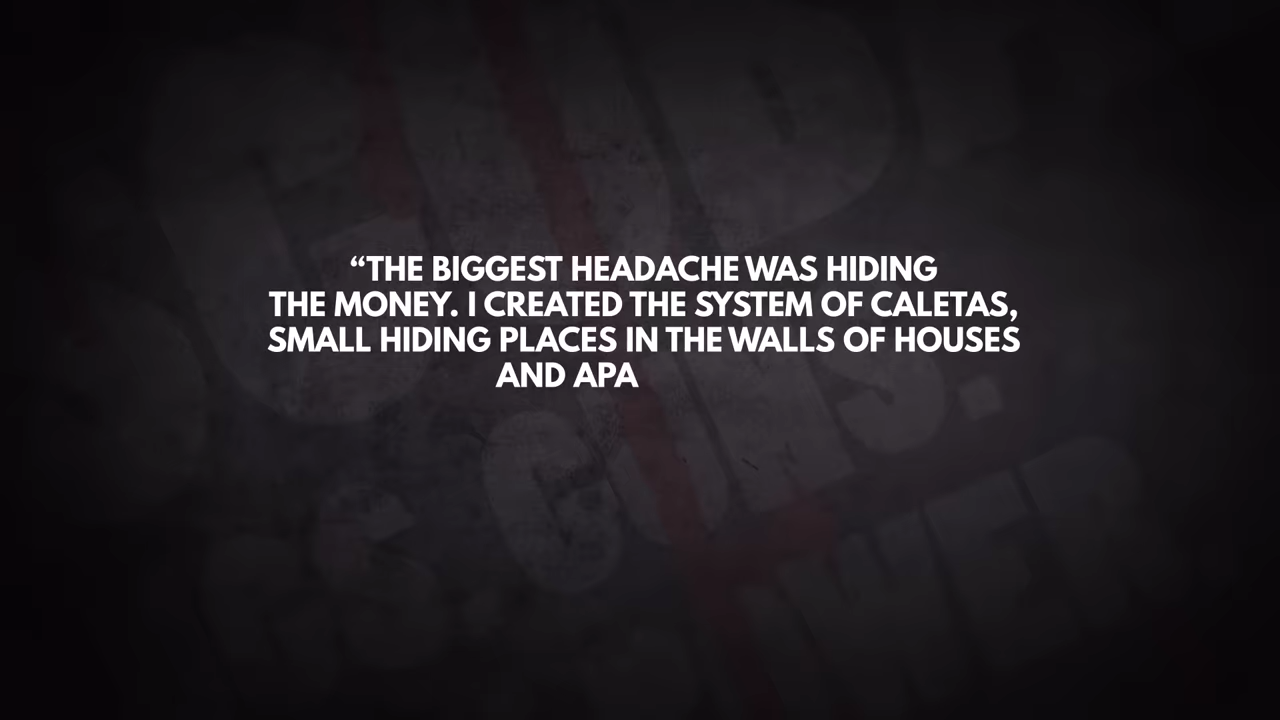 “THE BIGGEST HEADACHE WAS HIDING
THE MONEY. I CREATED THE SYSTEM OF CALETAS,
SMALL HIDING PLACES IN THE WALLS OF HOUSES
AND APA